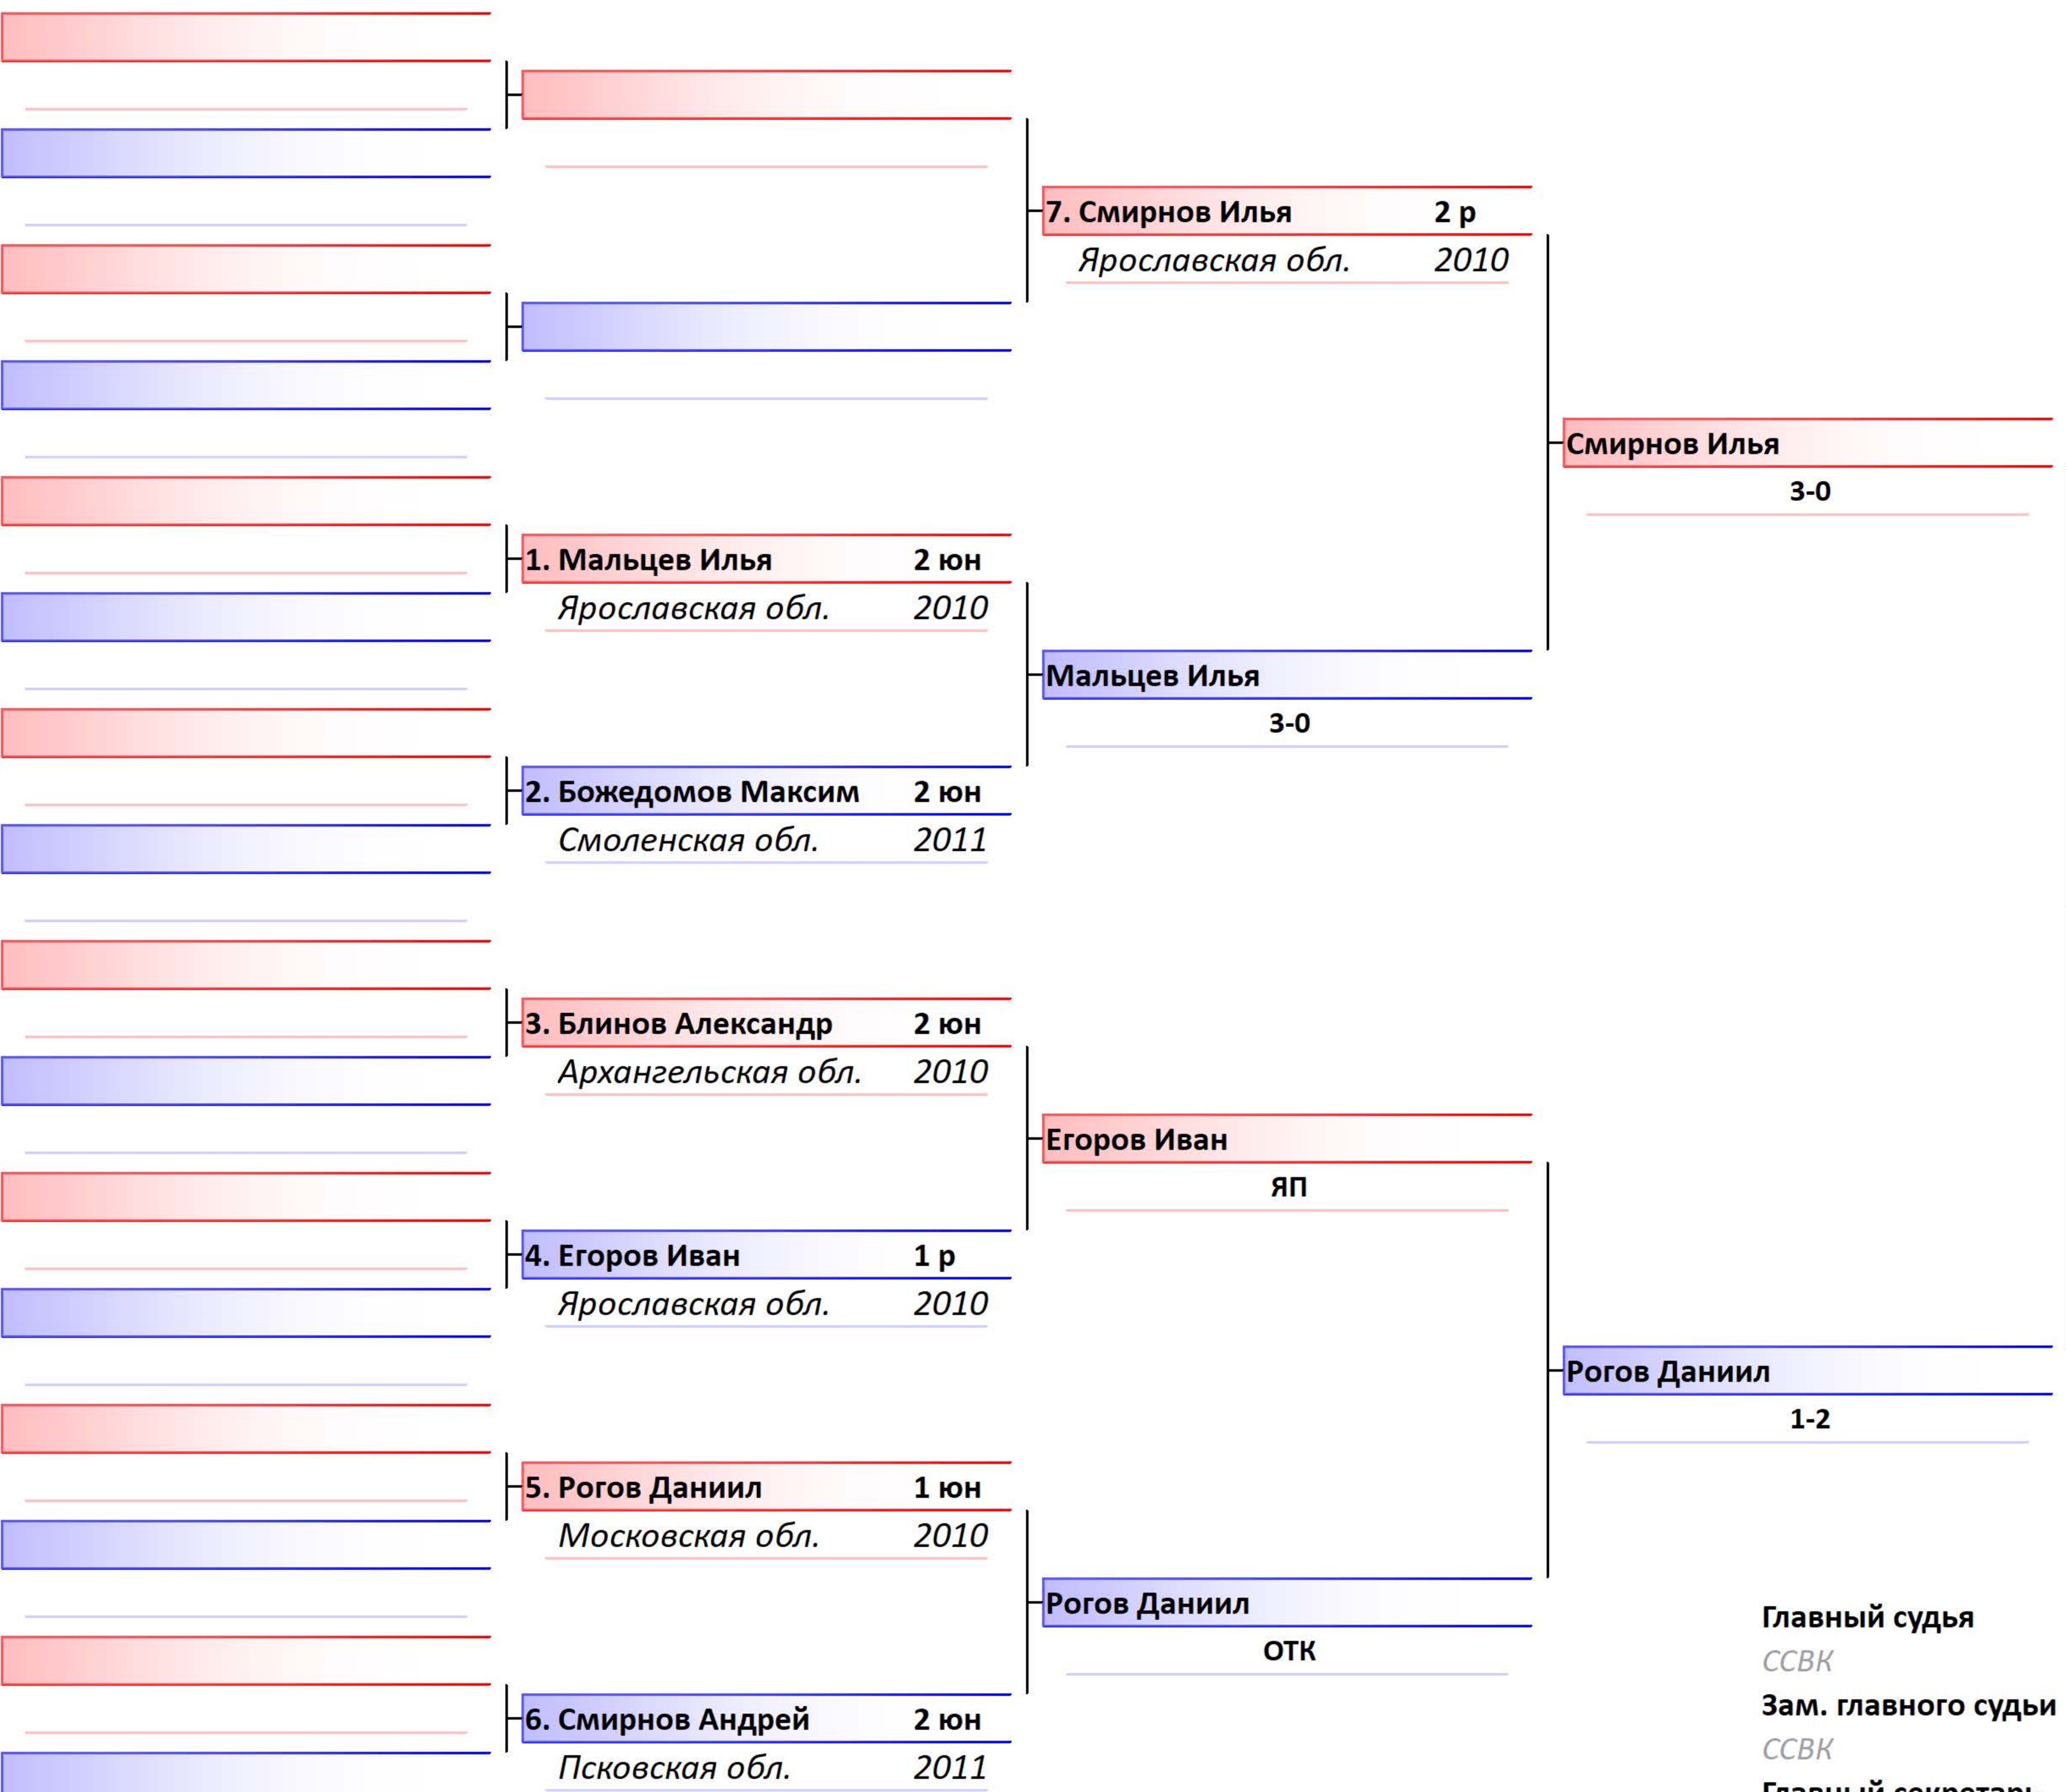 7. Смирнов Илья 2 р
Ярославская обл. 2010
Смирнов Илья
3-0
1. Мальцев Илья 2 юн
Ярославская обл. 2010
Мальцев Илья
3-0
2. Божедомов Максим 2 юн
Смоленская обл. 2011
3. Блинов Александр 2 юн
Архангельская обл. 2010
Егоров Иван
ЯП
4. Егоров Иван 1 р
Ярославская обл. 2010
Рогов Даниил
1-2
5. Рогов Даниил 1 юн
Московская обл. 2010
Рогов Даниил
ОТК
6. Смирнов Андрей 2 юн
Псковская обл. 2011
Главный судья
ССВК
Зам. главного судьи
ССВК
Главный секретарь